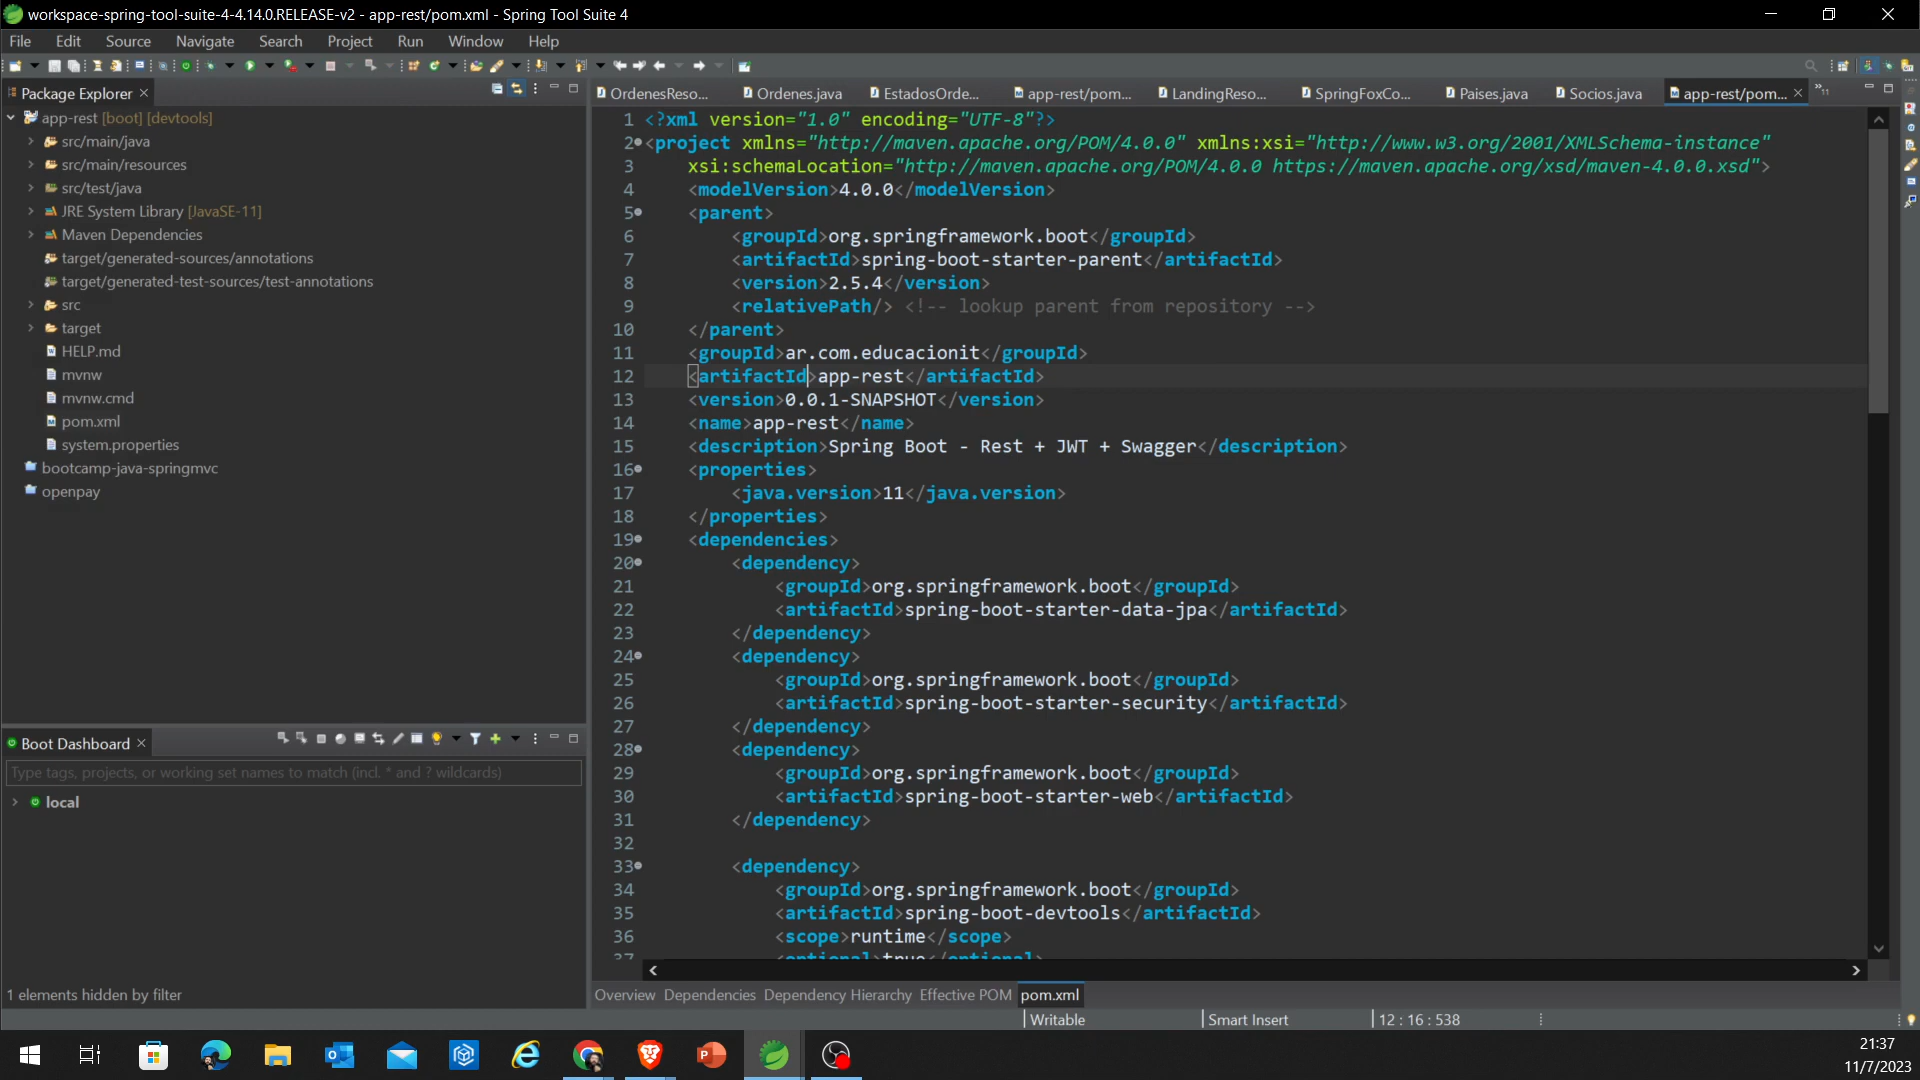 workspace-spring-tool-suite-4-4.14.0.RELEASE-v2 - app-rest/pom.xml - Spring Tool Suite 4
File Edit Source Navigate Search Project Run Window Help
Package Explorer
app-rest [boot] [devtools]
src/main/java
src/main/resources
src/test/java
JRE System Library [JavaSE-11]
Maven Dependencies
target/generated-sources/annotations
target/generated-test-sources/test-annotations
src
target
HELP.md
mvnw
mvnw.cmd
pom.xml
system.properties
bootcamp-java-springmvc
openpay
Boot Dashboard
Type tags, projects, or working set names to match (incl. * and ? wildcards)
local
1 elements hidden by filter
OrdenesReso... Ordenes.java EstadosOrde... app-rest/pom... LandingReso... SpringFoxCo... Paises.java Socios.java app-rest/pom... »11
1 <?xml version="1.0" encoding="UTF-8"?>
2 <project xmlns="http://maven.apache.org/POM/4.0.0" xmlns:xsi="http://www.w3.org/2001/XMLSchema-instance"
3 xsi:schemaLocation="http://maven.apache.org/POM/4.0.0 https://maven.apache.org/xsd/maven-4.0.0.xsd">
4 <modelVersion>4.0.0</modelVersion>
5 <parent>
6 <groupId>org.springframework.boot</groupId>
7 <artifactId>spring-boot-starter-parent</artifactId>
8 <version>2.5.4</version>
9 <relativePath/> <!-- lookup parent from repository -->
10 </parent>
11 <groupId>ar.com.educacionit</groupId>
12 <artifactId>app-rest</artifactId>
13 <version>0.0.1-SNAPSHOT</version>
14 <name>app-rest</name>
15 <description>Spring Boot - Rest + JWT + Swagger</description>
16 <properties>
17 <java.version>11</java.version>
18 </properties>
19 <dependencies>
20 <dependency>
21 <groupId>org.springframework.boot</groupId>
22 <artifactId>spring-boot-starter-data-jpa</artifactId>
23 </dependency>
24 <dependency>
25 <groupId>org.springframework.boot</groupId>
26 <artifactId>spring-boot-starter-security</artifactId>
27 </dependency>
28 <dependency>
29 <groupId>org.springframework.boot</groupId>
30 <artifactId>spring-boot-starter-web</artifactId>
31 </dependency>
32
33 <dependency>
34 <groupId>org.springframework.boot</groupId>
35 <artifactId>spring-boot-devtools</artifactId>
36 <scope>runtime</scope>
37 <optional>true</optional>
Overview Dependencies Dependency Hierarchy Effective POM pom.xml
Writable Smart Insert 12 : 16 : 538
21:37
11/7/2023